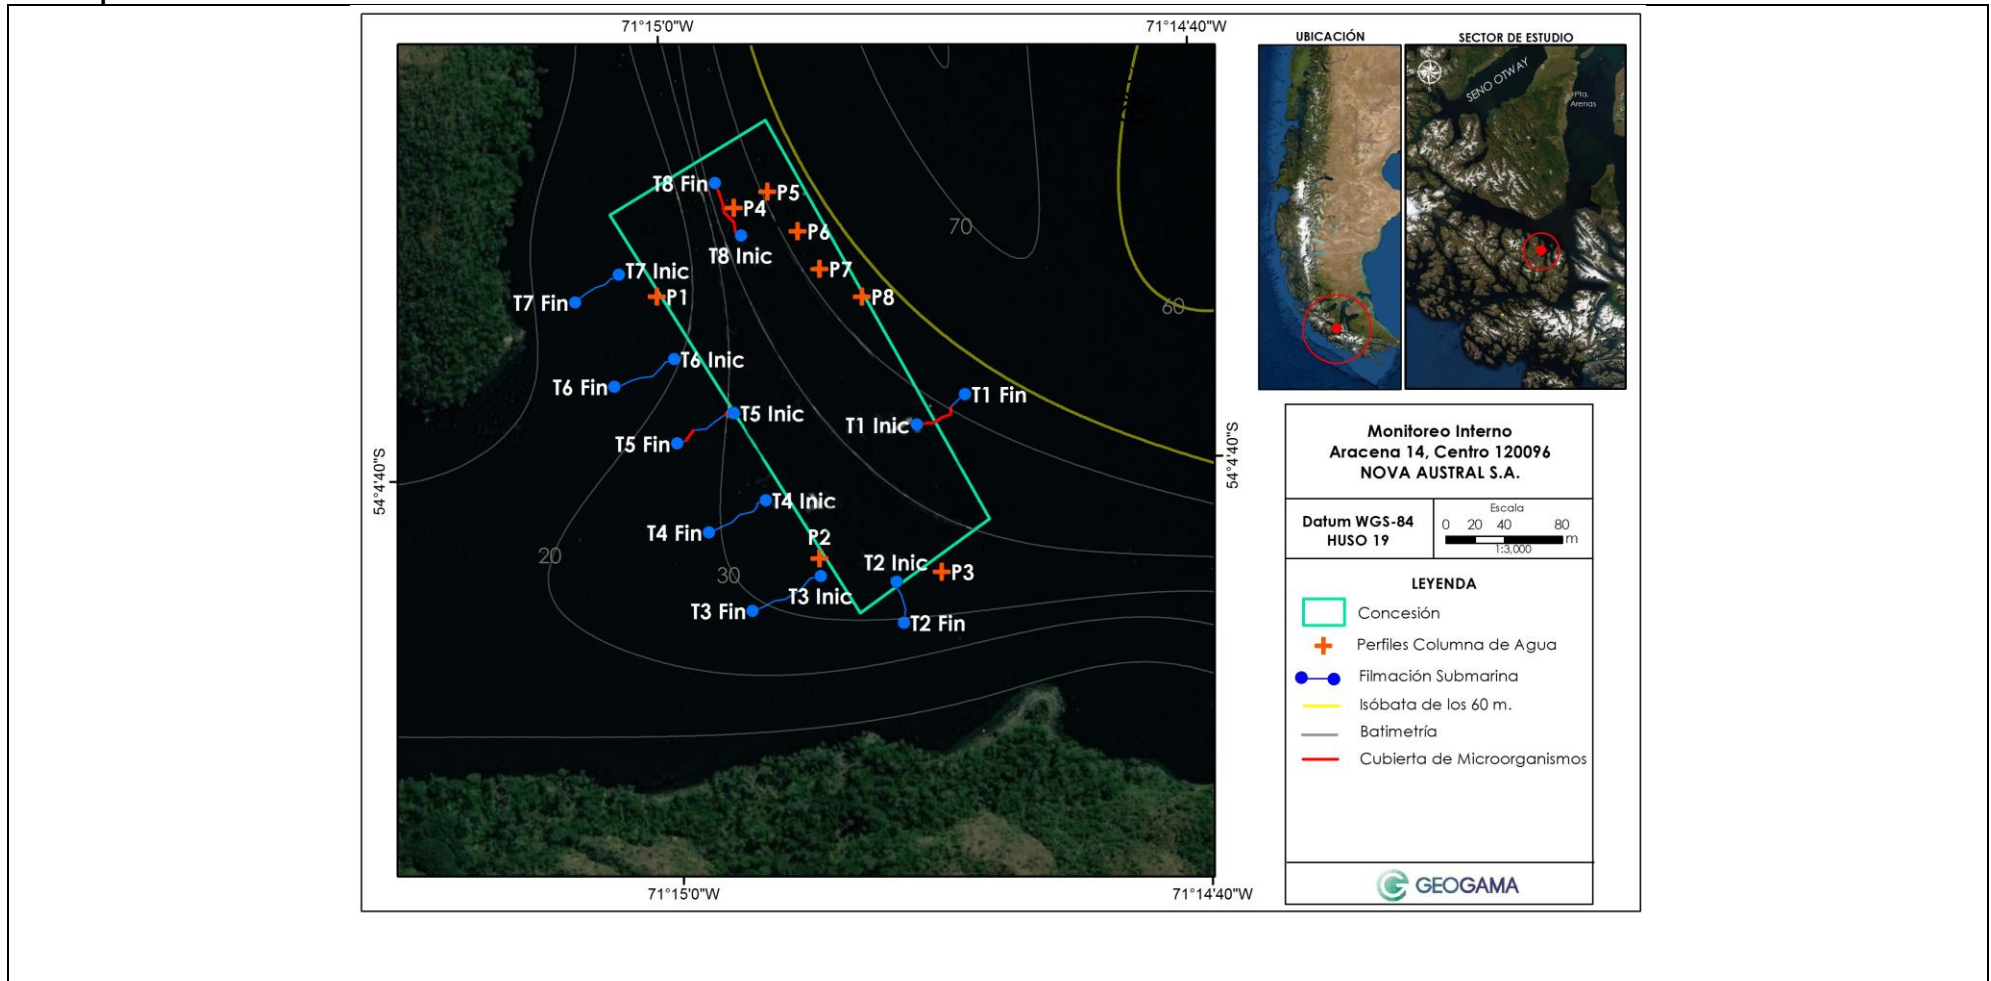 71°15'0"W
71°14'40"W
54°4'40"S
54°4'40"S
71°15'0"W
71°14'40"W
T8 Fin
P5
P4
T8 Inic
P6
P7
P8
T7 Inic
T7 Fin
P1
T6 Inic
T6 Fin
T5 Inic
T5 Fin
T1 Fin
T1 Inic
T4 Inic
T4 Fin
P2
T3 Inic
T3 Fin
T2 Inic
P3
T2 Fin
70
60
20
30
UBICACIÓN
SECTOR DE ESTUDIO
SENO OTWAY
Pta.
Arenas
Monitoreo Interno
Aracena 14, Centro 120096
NOVA AUSTRAL S.A.
Datum WGS-84
HUSO 19
Escala
0 20 40 80
m
1:3,000
LEYENDA
Concesión
Perfiles Columna de Agua
Filmación Submarina
Isóbata de los 60 m.
Batimetría
Cubierta de Microorganismos
GEOGAMA